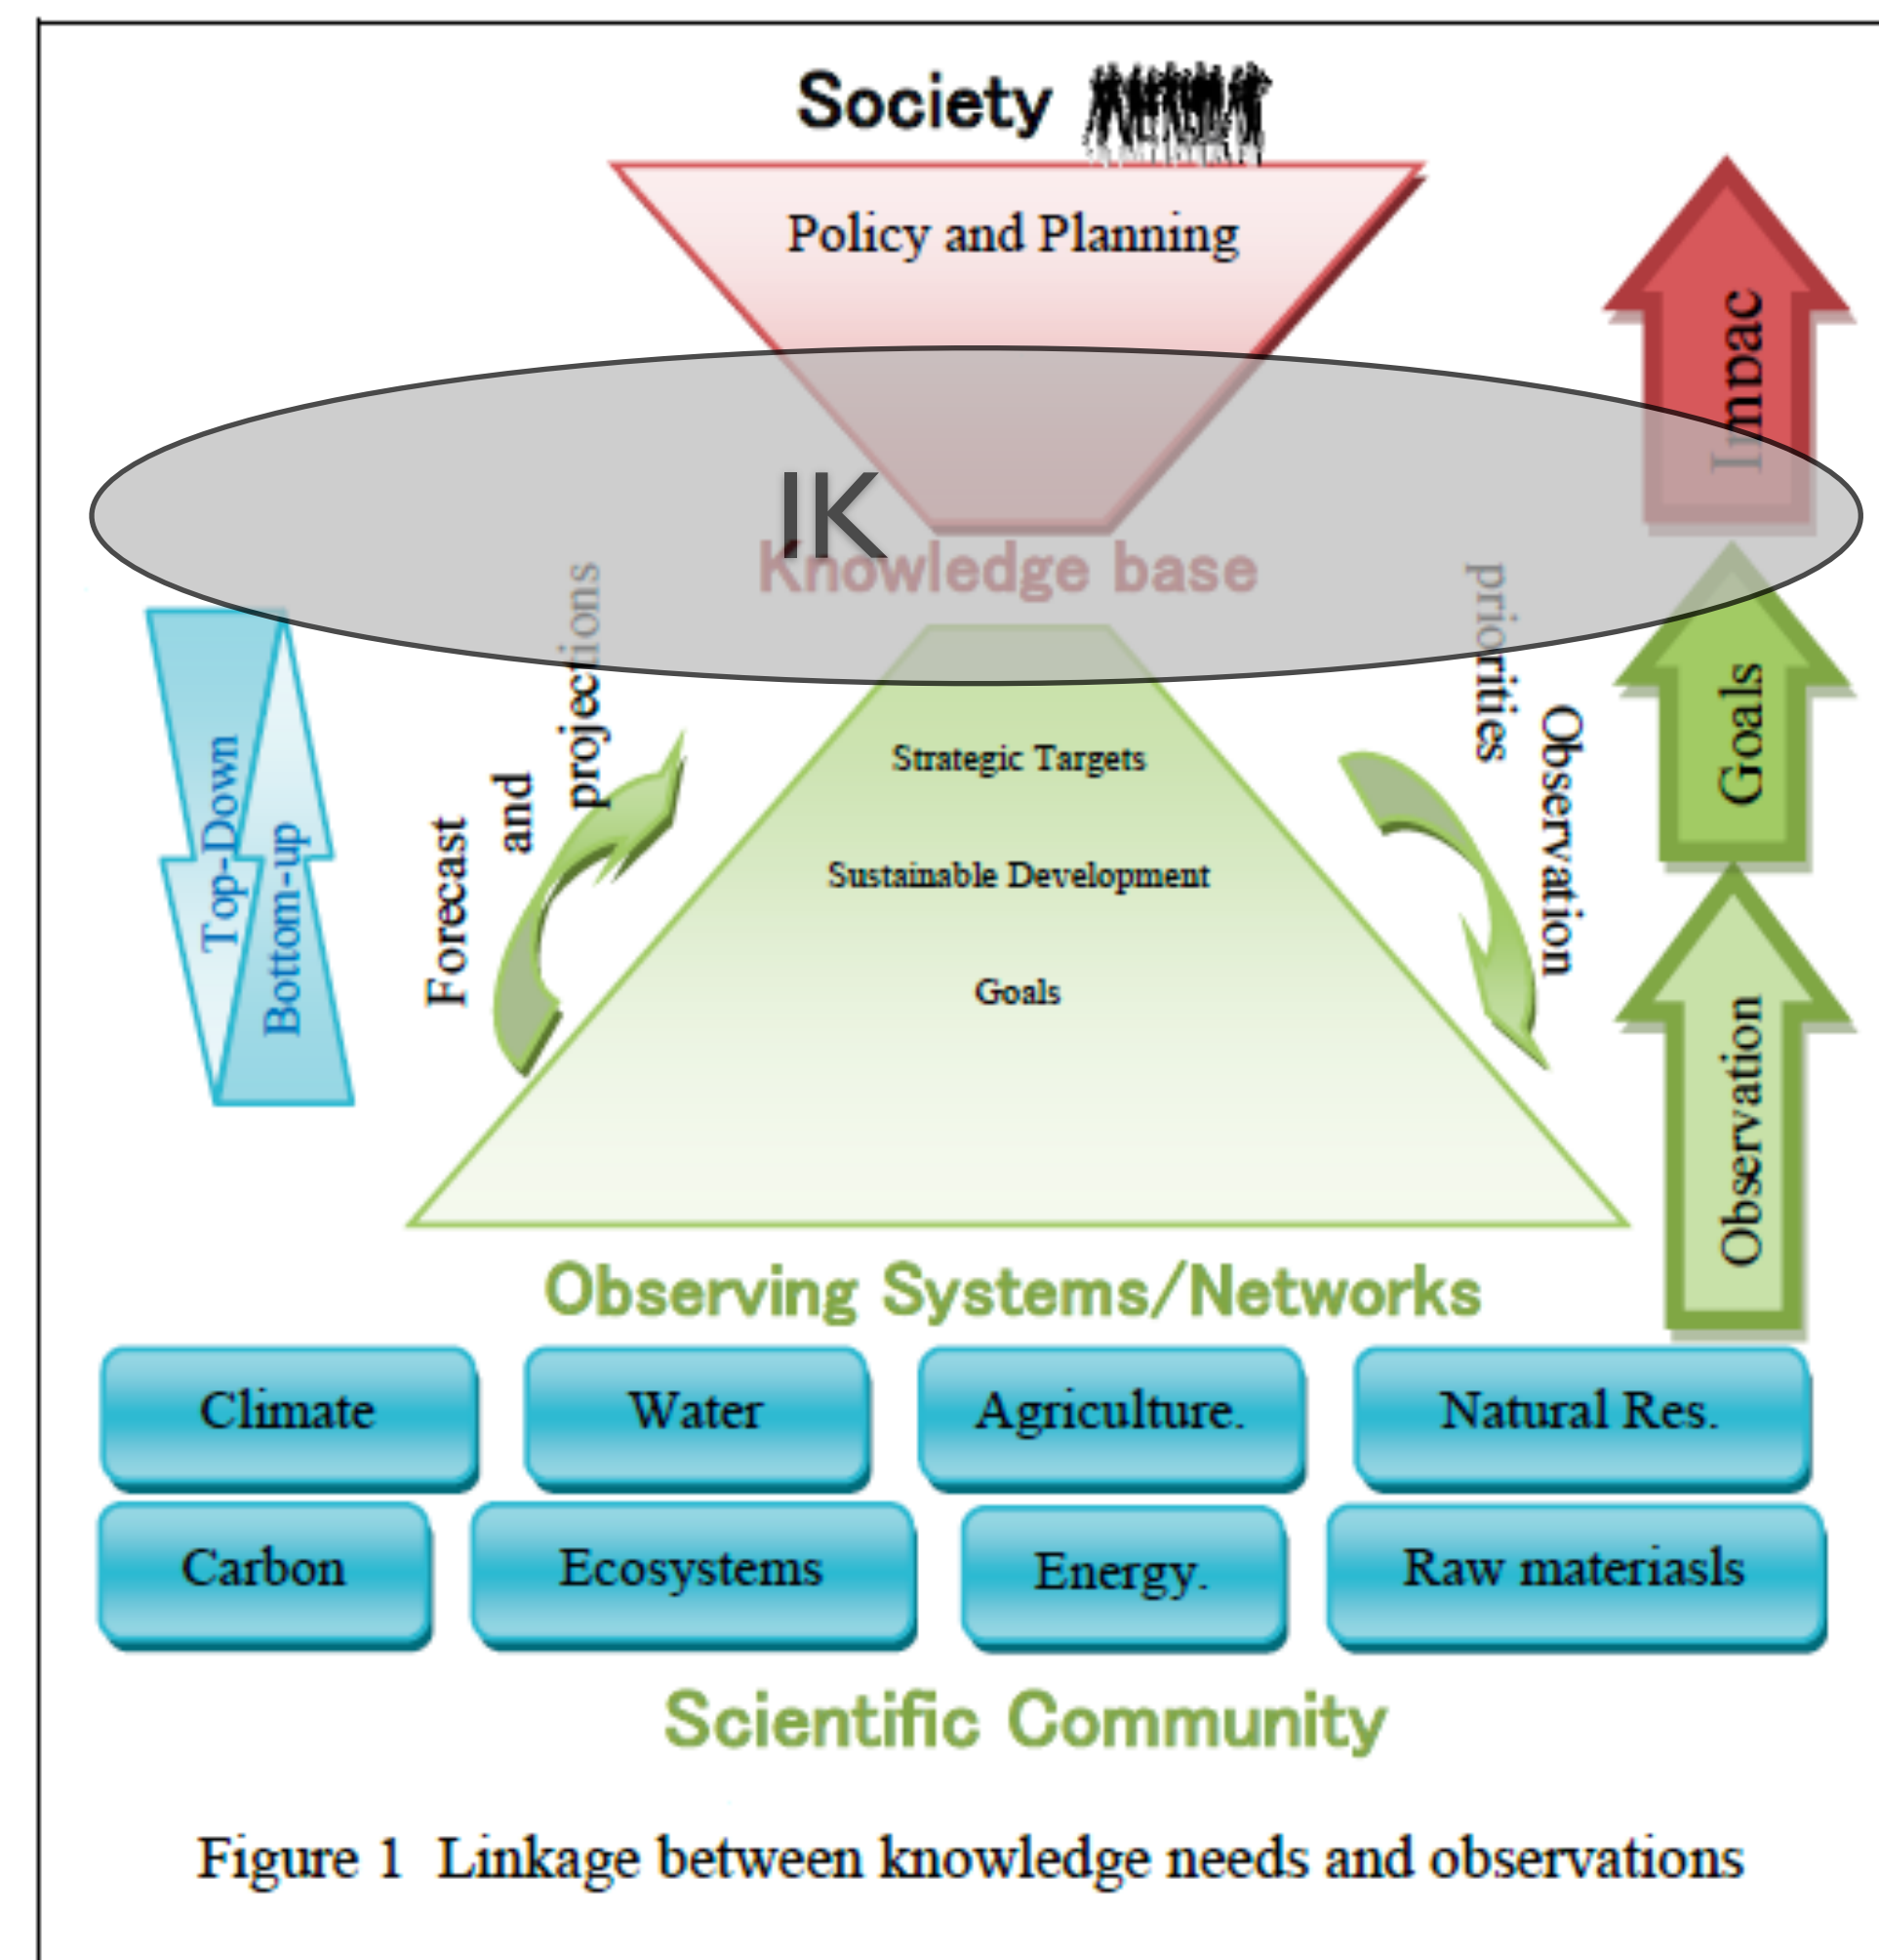 Society
Policy and Planning
Impac
IK
Knowledge base
Forecast
and
projections
priorities
Observation
Goals
Top-Down
Bottom-up
Strategic Targets
Sustainable Development
Goals
Observation
Observing Systems/Networks
Climate
Water
Agriculture.
Natural Res.
Carbon
Ecosystems
Energy.
Raw materiasls
Scientific Community
Figure 1 Linkage between knowledge needs and observations